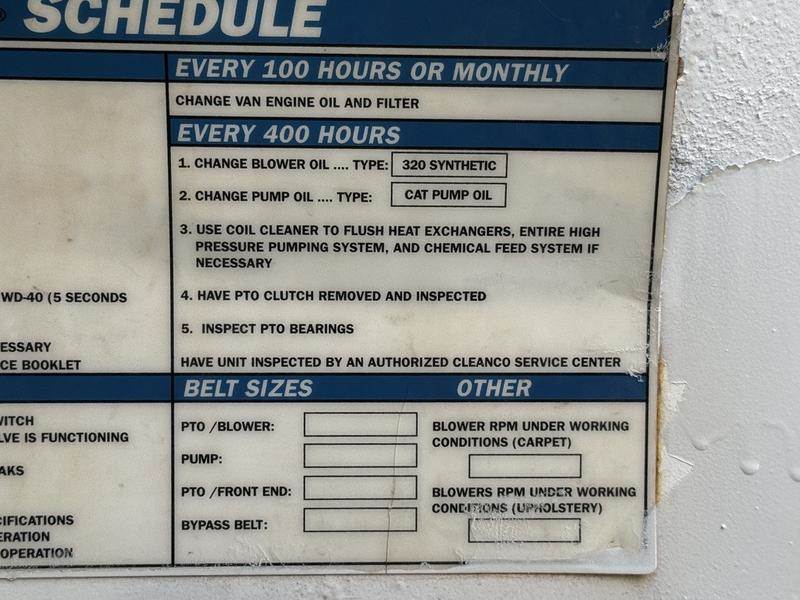 SCHEDULE
EVERY 100 HOURS OR MONTHLY
CHANGE VAN ENGINE OIL AND FILTER
EVERY 400 HOURS
1. CHANGE BLOWER OIL .... TYPE: 320 SYNTHETIC
2. CHANGE PUMP OIL .... TYPE: CAT PUMP OIL
3. USE COIL CLEANER TO FLUSH HEAT EXCHANGERS, ENTIRE HIGH
PRESSURE PUMPING SYSTEM, AND CHEMICAL FEED SYSTEM IF
NECESSARY
4. HAVE PTO CLUTCH REMOVED AND INSPECTED
5. INSPECT PTO BEARINGS
HAVE UNIT INSPECTED BY AN AUTHORIZED CLEANCO SERVICE CENTER
WD-40 (5 SECONDS
ESSARY
CE BOOKLET
BELT SIZES
PTO /BLOWER:
PUMP:
PTO /FRONT END:
BYPASS BELT:
OTHER
BLOWER RPM UNDER WORKING
CONDITIONS (CARPET)
BLOWERS RPM UNDER WORKING
CONDITIONS (UPHOLSTERY)
WITCH
LVE IS FUNCTIONING
AKS
CIFICATIONS
ERATION
OPERATION